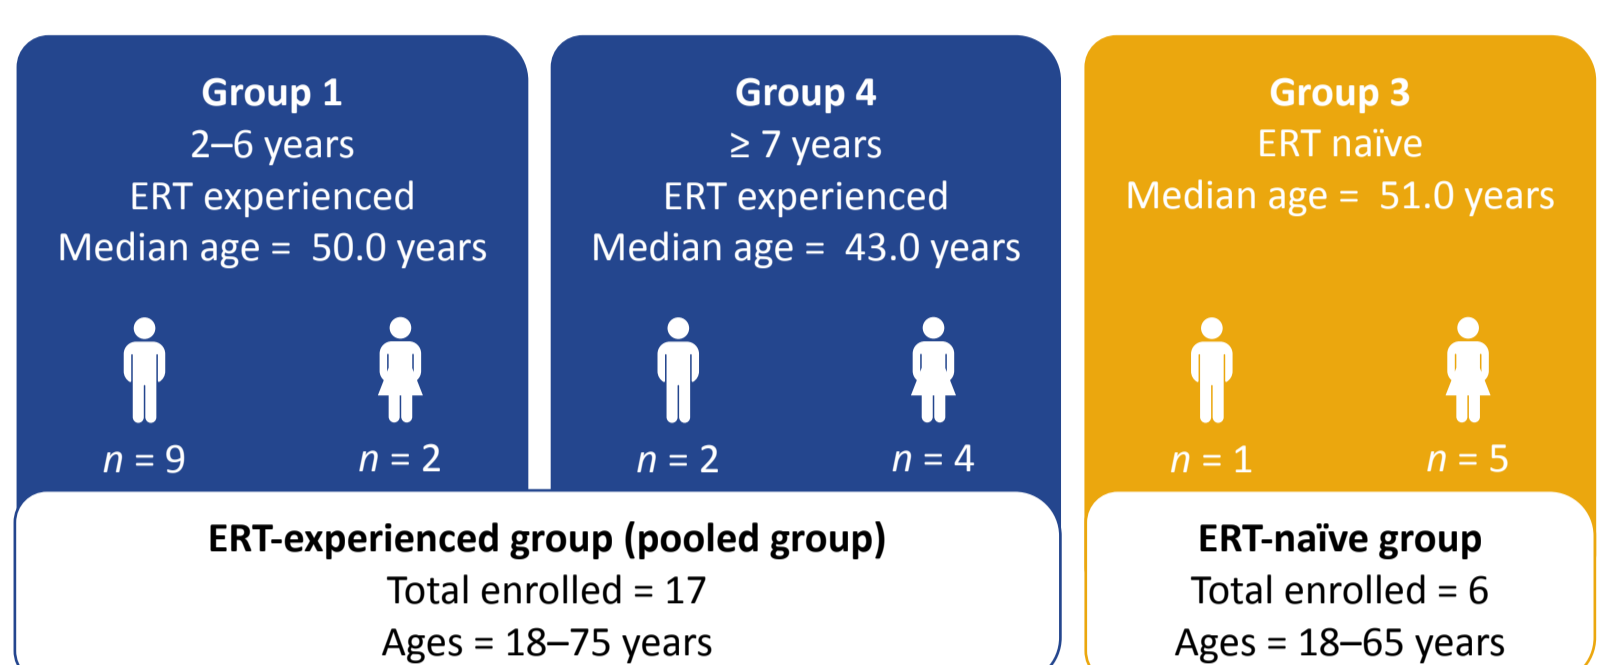 Group 1
2–6 years
ERT experienced
Median age =  50.0 years
n = 9
n = 2
Group 4
≥ 7 years
ERT experienced
Median age =  43.0 years
n = 2
n = 4
ERT-experienced group (pooled group)
Total enrolled = 17
Ages = 18–75 years
Group 3
ERT naïve
Median age =  51.0 years
n = 1
n = 5
ERT-naïve group
Total enrolled = 6
Ages = 18–65 years